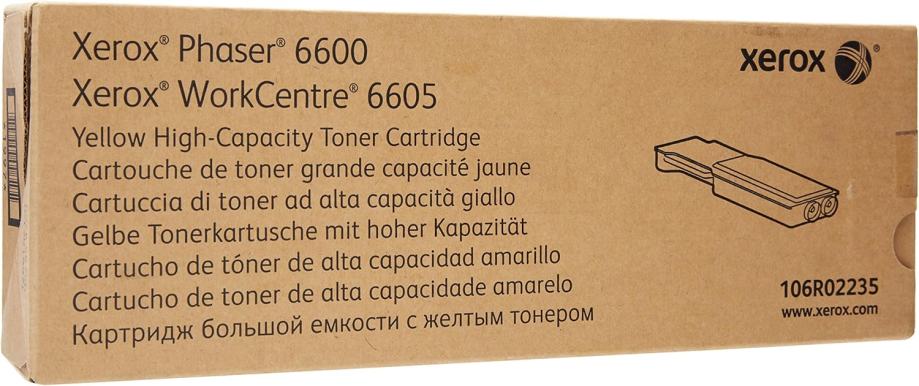 Xerox® Phaser® 6600
Xerox® WorkCentre® 6605
Yellow High-Capacity Toner Cartridge
Cartouche de toner grande capacité jaune
Cartuccia di toner ad alta capacità giallo
Gelbe Tonerkartusche mit hoher Kapazität
Cartucho de tóner de alta capacidad amarillo
Cartucho de toner de alta capacidade amarelo
Картридж большой емкости с желтым тонером
xerox ®
106R02235
www.xerox.com